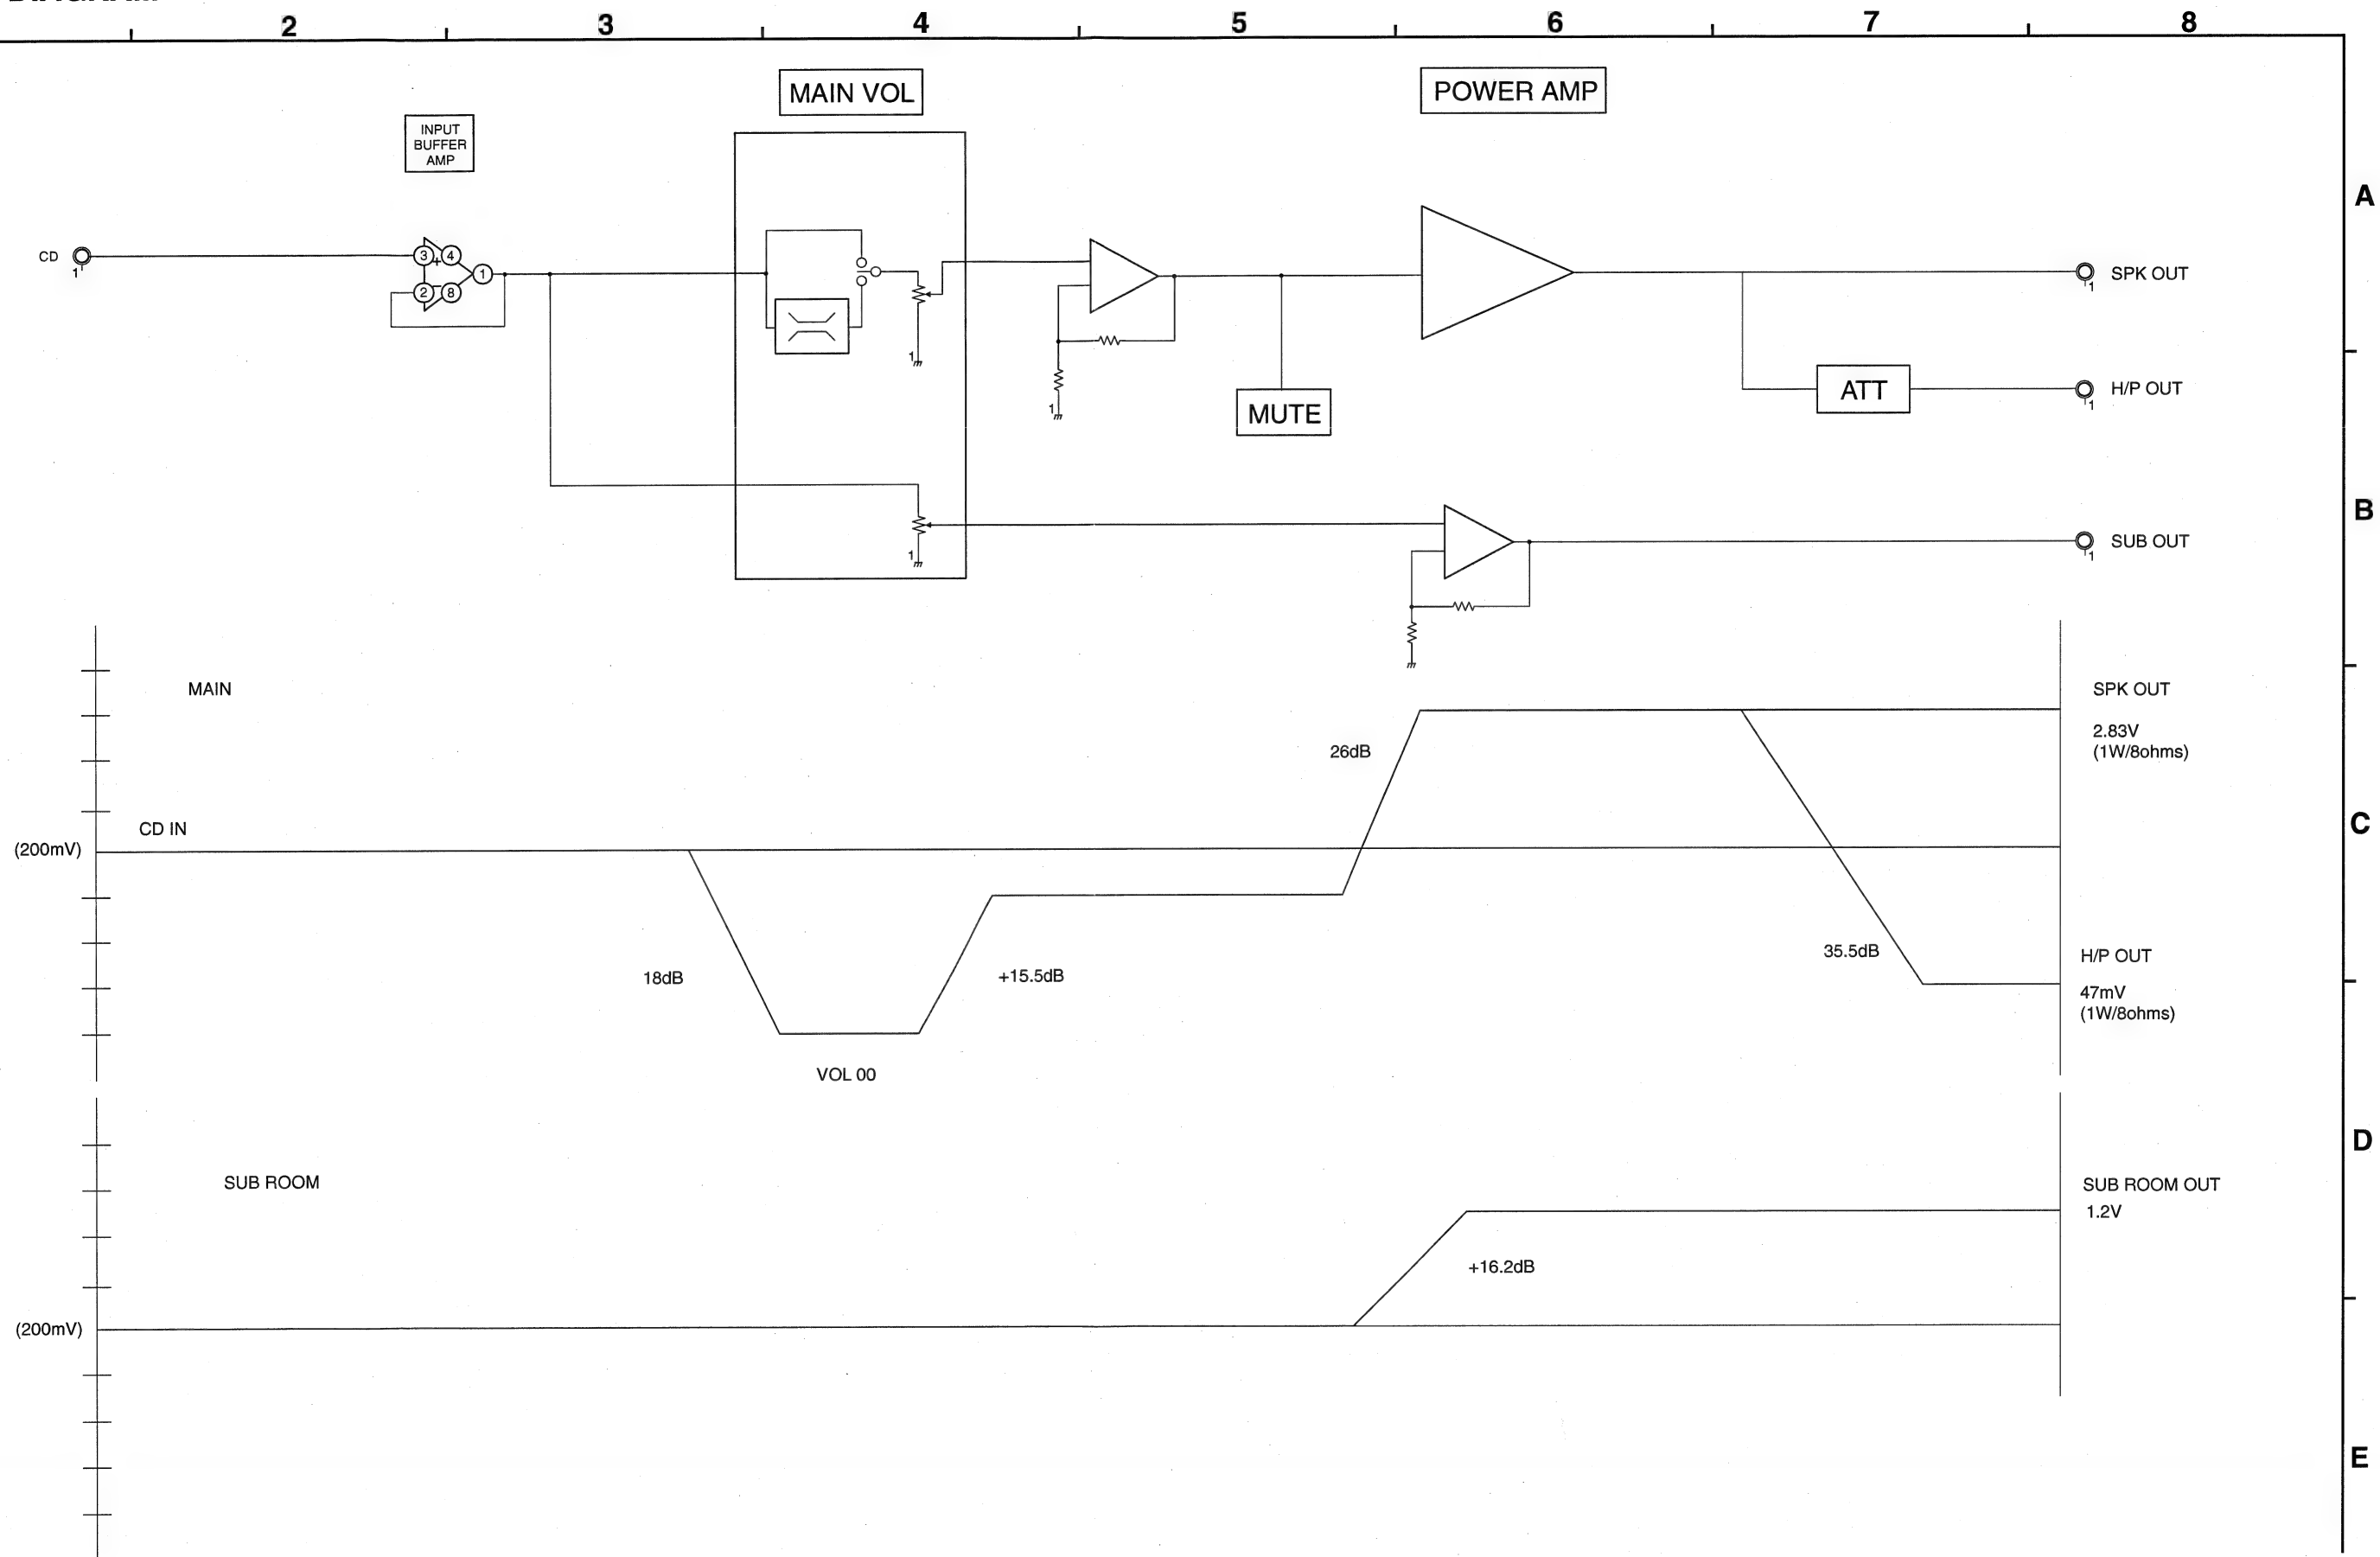 2 3 4 5 6 7 8
MAIN VOL
POWER AMP
INPUT
BUFFER
AMP
A
CD
1
3
4
+
1
2
8
SPK OUT
1
1
1
MUTE
ATT
H/P OUT
1
B
1
SUB OUT
1
MAIN
SPK OUT
2.83V
(1W/8ohms)
26dB
C
CD IN
(200mV)
18dB
+15.5dB
35.5dB
H/P OUT
47mV
(1W/8ohms)
VOL 00
D
SUB ROOM
SUB ROOM OUT
1.2V
+16.2dB
(200mV)
E